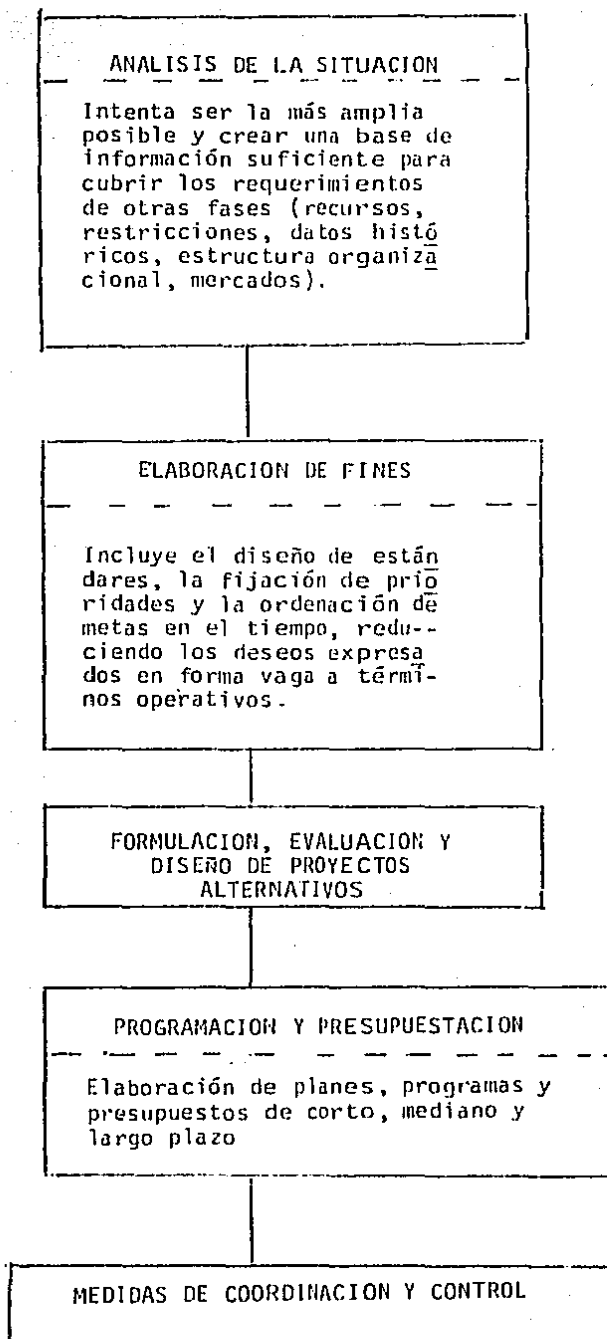 ANALISIS DE LA SITUACION
Intenta ser la más amplia
posible y crear una base de
información suficiente para
cubrir los requerimientos
de otras fases (recursos,
restricciones, datos histó
ricos, estructura organiza
cional, mercados).
ELABORACION DE FINES
Incluye el diseño de están
dares, la fijación de prio
ridades y la ordenación de
metas en el tiempo, redu--
ciendo los deseos expresa
dos en forma vaga a térmi-
nos operativos.
FORMULACION, EVALUACION Y
DISEÑO DE PROYECTOS
ALTERNATIVOS
PROGRAMACION Y PRESUPUESTACION
Elaboración de planes, programas y
presupuestos de corto, mediano y
largo plazo
MEDIDAS DE COORDINACION Y CONTROL